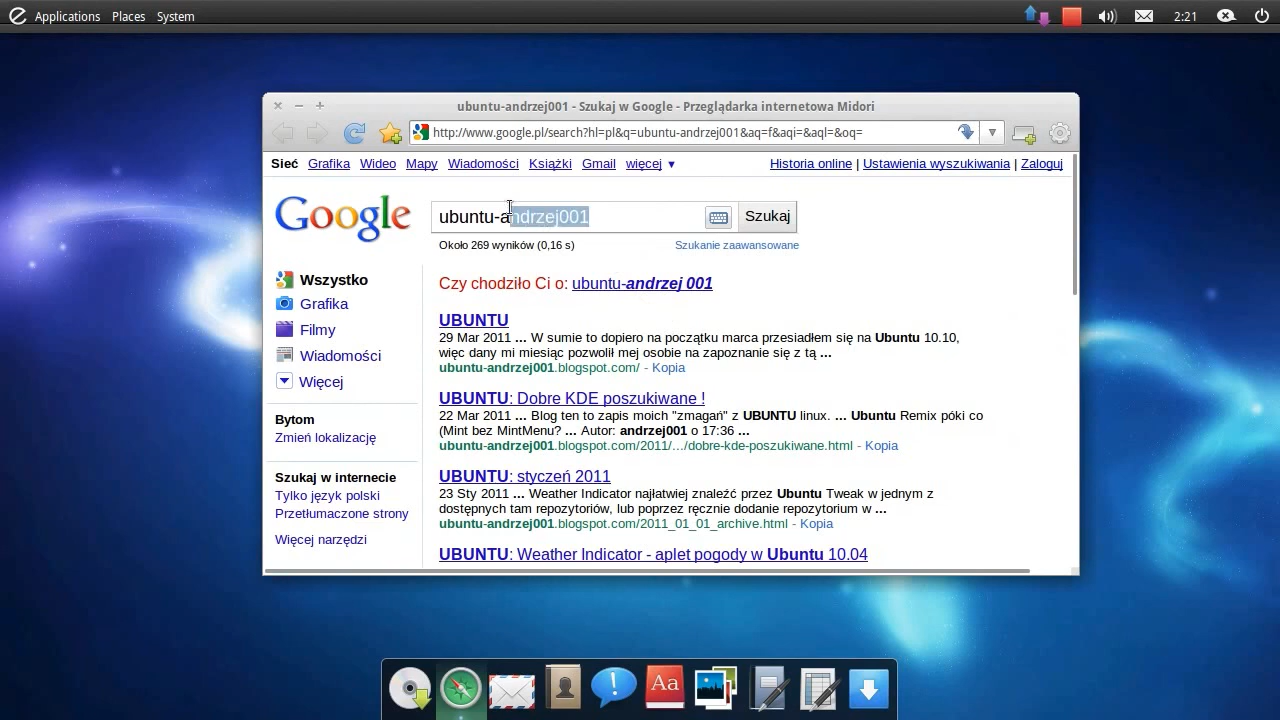 Applications Places System 2:21
ubuntu-andrzej001 - Szukaj w Google - Przeglądarka internetowa Midori
http://www.google.pl/search?hl=pl&q=ubuntu-andrzej001&aq=f&aqi=&aql=&oq=
Sieć Grafika Wideo Mapy Wiadomości Książki Gmail więcej ▼ Historia online | Ustawienia wyszukiwania | Zaloguj
Google ubuntu-andrzej001 Szukaj
Około 269 wyników (0,16 s) Szukanie zaawansowane
Wszystko
Grafika
Filmy
Wiadomości
Więcej
Bytom
Zmień lokalizację
Szukaj w internecie
Tylko język polski
Przetłumaczone strony
Więcej narzędzi
Czy chodziło Ci o: ubuntu-andrzej 001
UBUNTU
29 Mar 2011 ... W sumie to dopiero na początku marca przesiadłem się na Ubuntu 10.10,
więc dany mi miesiąc pozwolił mej osobie na zapoznanie się z tą ...
ubuntu-andrzej001.blogspot.com/ - Kopia
UBUNTU: Dobre KDE poszukiwane !
22 Mar 2011 ... Blog ten to zapis moich "zmagań" z UBUNTU linux. ... Ubuntu Remix póki co
(Mint bez MintMenu? ... Autor: andrzej001 o 17:36 ...
ubuntu-andrzej001.blogspot.com/2011/.../dobre-kde-poszukiwane.html - Kopia
UBUNTU: styczeń 2011
23 Sty 2011 ... Weather Indicator najłatwiej znaleźć przez Ubuntu Tweak w jednym z
dostępnych tam repozytoriów, lub poprzez ręcznie dodanie repozytorium w ...
ubuntu-andrzej001.blogspot.com/2011_01_01_archive.html - Kopia
UBUNTU: Weather Indicator - aplet pogody w Ubuntu 10.04
Aa